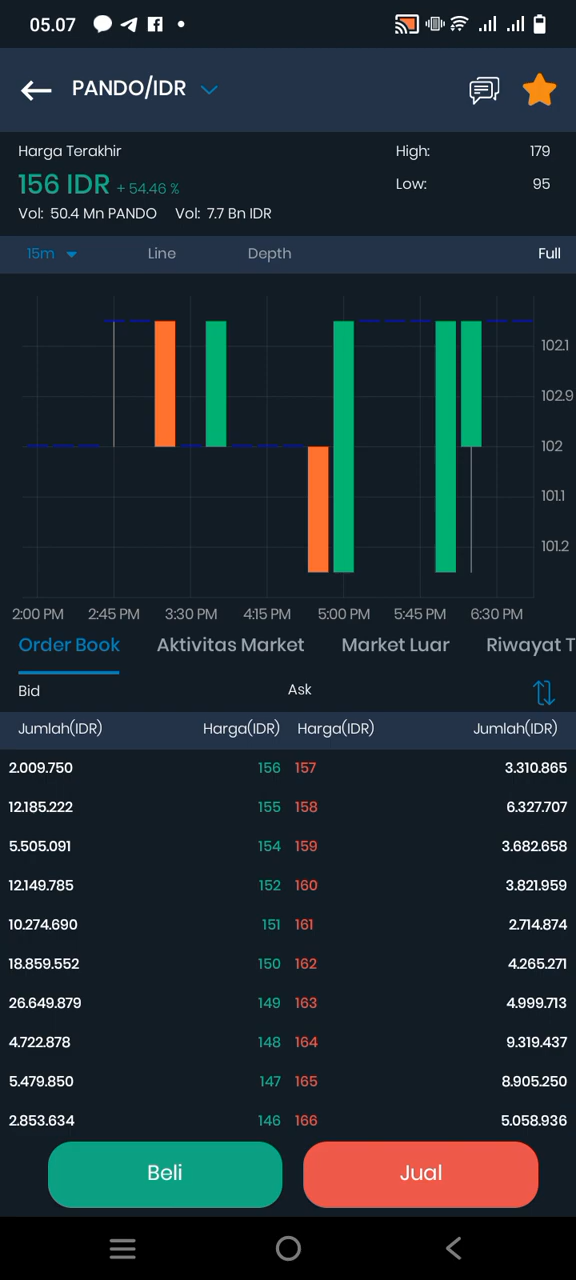 05.07
PANDO/IDR
Harga Terakhir
High: 179
156 IDR + 54.46 %
Low: 95
Vol: 50.4 Mn PANDO Vol: 7.7 Bn IDR
15m Line Depth Full
102.1
102.9
102
101.1
101.2
2:00 PM 2:45 PM 3:30 PM 4:15 PM 5:00 PM 5:45 PM 6:30 PM
Order Book Aktivitas Market Market Luar Riwayat T
Bid Ask
Jumlah(IDR) Harga(IDR) Harga(IDR) Jumlah(IDR)
2.009.750 156 157 3.310.865
12.185.222 155 158 6.327.707
5.505.091 154 159 3.682.658
12.149.785 152 160 3.821.959
10.274.690 151 161 2.714.874
18.859.552 150 162 4.265.271
26.649.879 149 163 4.999.713
4.722.878 148 164 9.319.437
5.479.850 147 165 8.905.250
2.853.634 146 166 5.058.936
Beli Jual